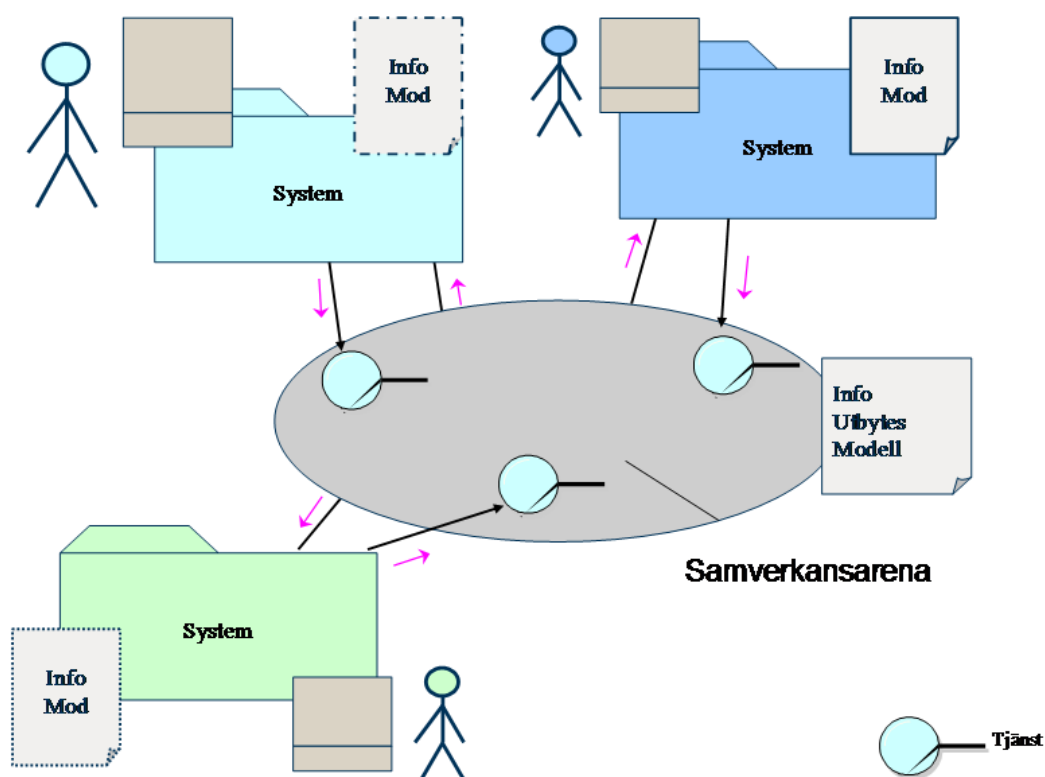 Info
Mod
System
Info
Mod
System
Info
Utbytes
Modell
Samverkansarena
System
Info
Mod
Tjänst